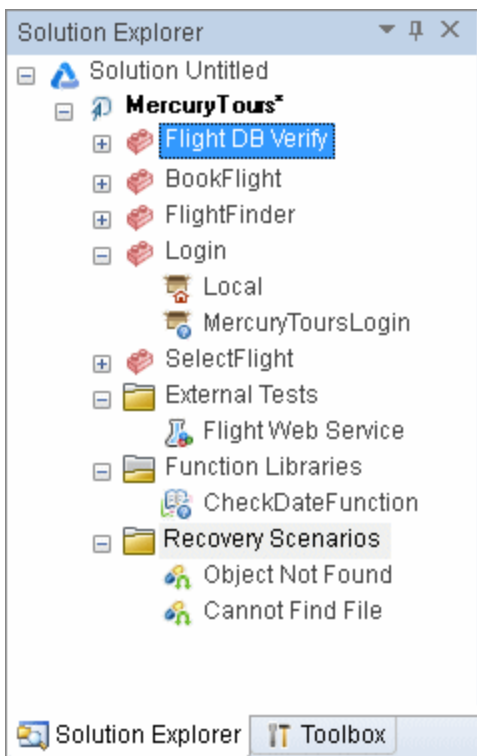 Solution Explorer
Solution Untitled
MercuryTours*
Flight DB Verify
BookFlight
FlightFinder
Login
Local
MercuryToursLogin
SelectFlight
External Tests
Flight Web Service
Function Libraries
CheckDateFunction
Recovery Scenarios
Object Not Found
Cannot Find File
Solution Explorer Toolbox